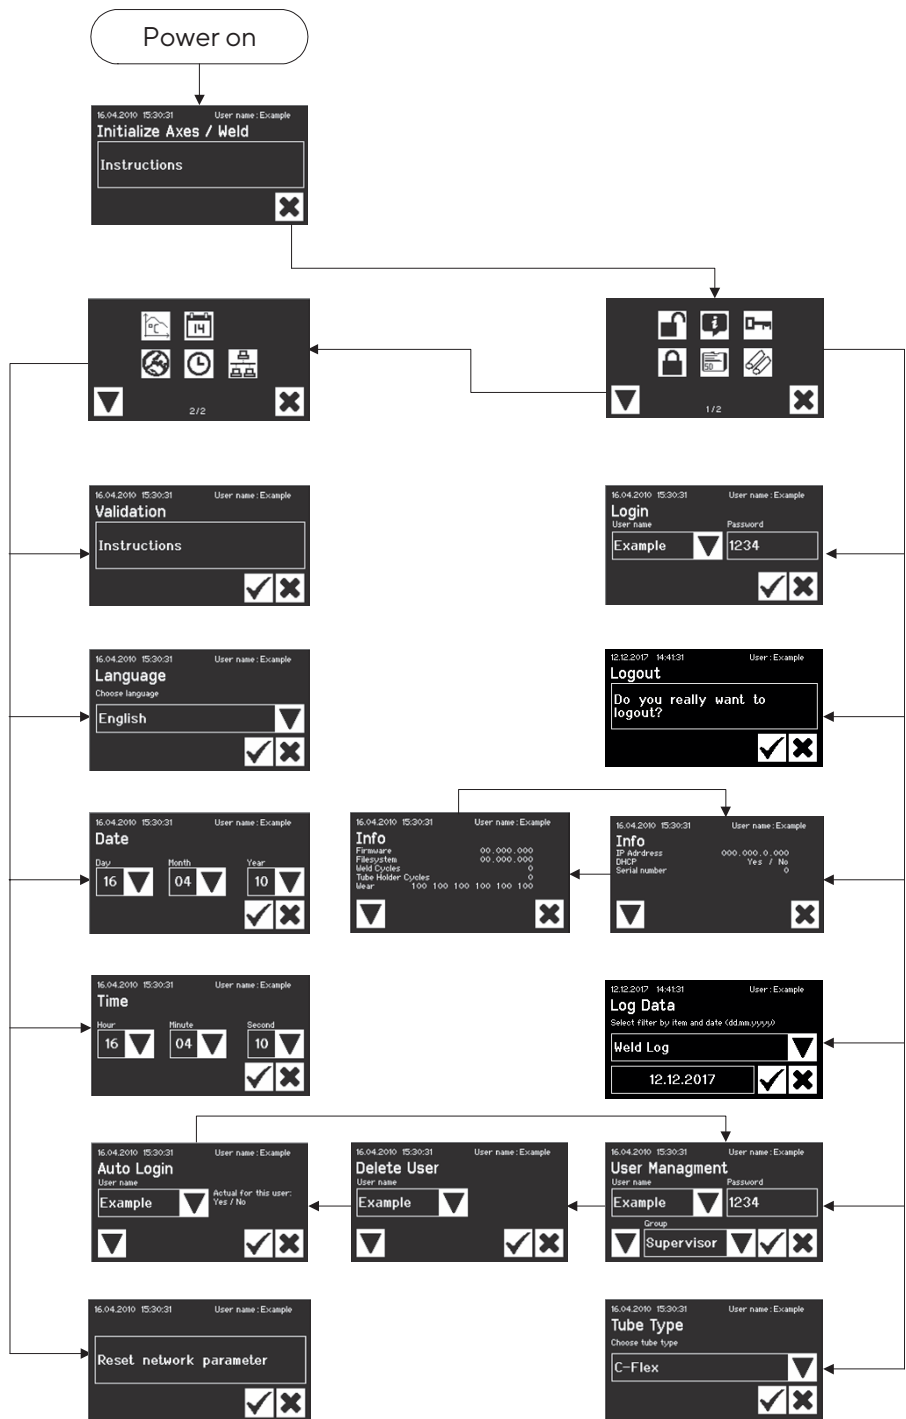 Power on
16.04.2010 15:30:31 User name : Example
Initialize Axes / Weld
Instructions
°C 14
2/2
i
SD
1/2
16.04.2010 15:30:31 User name : Example
Validation
Instructions
16.04.2010 15:30:31 User name : Example
Login
User name Password
Example 1234
16.04.2010 15:30:31 User name : Example
Language
Choose language
English
12.12.2017 14:41:31 User : Example
Logout
Do you really want to
logout?
16.04.2010 15:30:31 User name : Example
Date
Day Month Year
16 04 10
16.04.2010 15:30:31 User name : Example
Info
Firmware 00.000.000
Filesystem 00.000.000
Weld Cycles 0
Tube Holder Cycles 0
Wear 100 100 100 100 100 100
16.04.2010 15:30:31 User name : Example
Info
IP Adrdress 000.000.0.000
DHCP Yes / No
Serial number 0
16.04.2010 15:30:31 User name : Example
Time
Hour Minute Second
16 04 10
12.12.2017 14:41:31 User : Example
Log Data
Select filter by item and date (dd.mm.yyyy)
Weld Log
12.12.2017
16.04.2010 15:30:31 User name : Example
Auto Login
User name
Example
Actual for this user:
Yes / No
16.04.2010 15:30:31 User name : Example
Delete User
User name
Example
16.04.2010 15:30:31 User name : Example
User Managment
User name Password
Example 1234
Group
Supervisor
16.04.2010 15:30:31 User name : Example
Reset network parameter
16.04.2010 15:30:31 User name : Example
Tube Type
Choose tube type
C-Flex